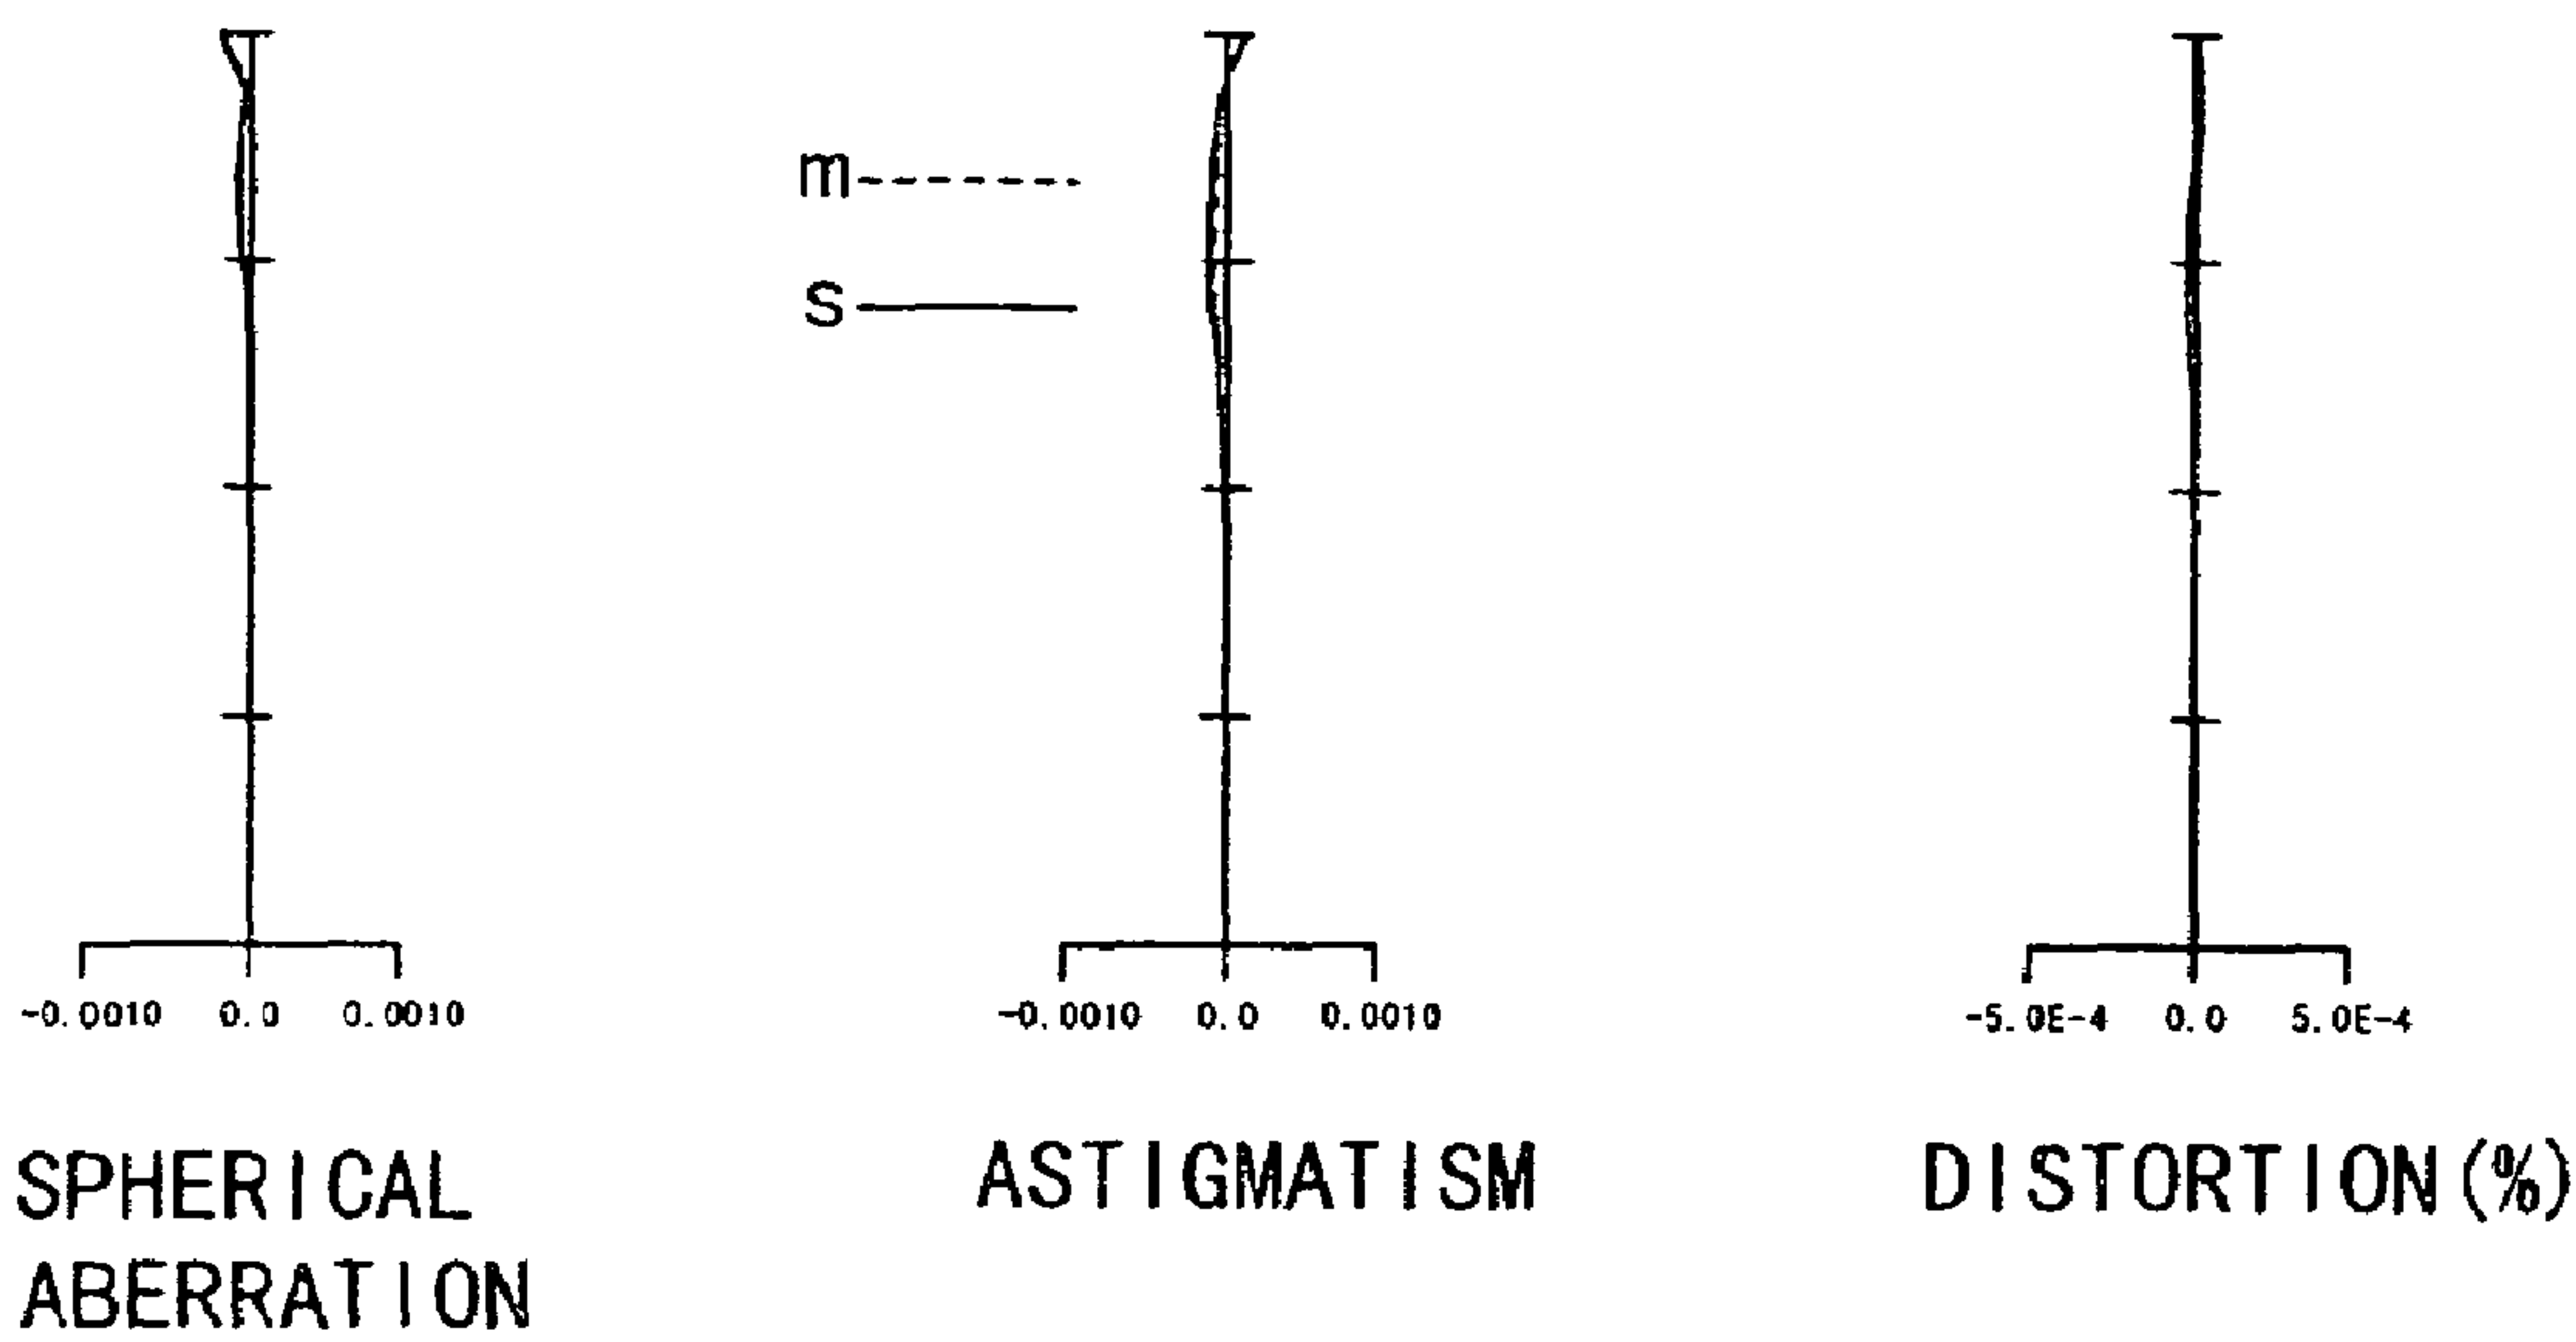 m
s
-0.0010 0.0 0.0010
-0.0010 0.0 0.0010
-5.0E-4 0.0 5.0E-4
SPHERICAL
ABERRATION
ASTIGMATISM
DISTORTION(%)